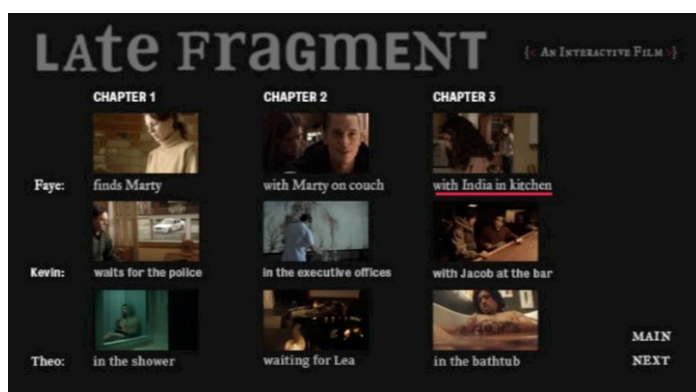 LAte FragmENT
{< An Interactive Film >}
CHAPTER 1 CHAPTER 2 CHAPTER 3
Faye: finds Marty with Marty on couch with India in kitchen
Kevin: waits for the police in the executive offices with Jacob at the bar
Theo: in the shower waiting for Lea in the bathtub
MAIN
NEXT